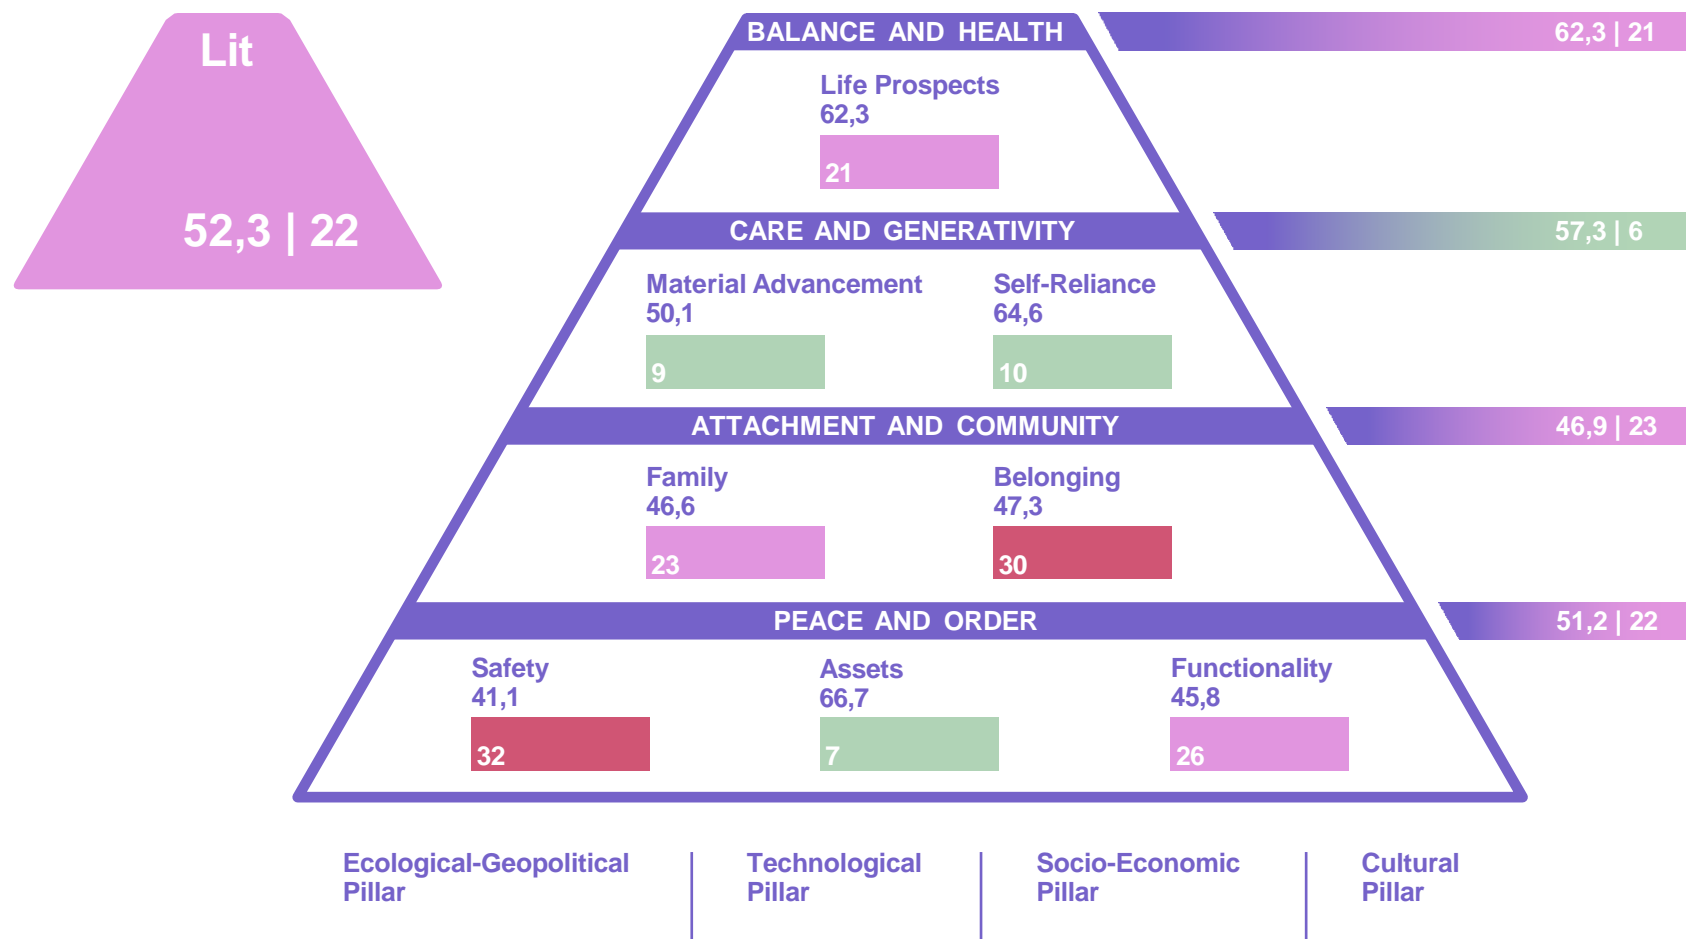 Lit
52,3 | 22
BALANCE AND HEALTH
62,3 | 21
Life Prospects
62,3
21
CARE AND GENERATIVITY
57,3 | 6
Material Advancement
50,1
9
Self-Reliance
64,6
10
ATTACHMENT AND COMMUNITY
46,9 | 23
Family
46,6
23
Belonging
47,3
30
PEACE AND ORDER
51,2 | 22
Safety
41,1
32
Assets
66,7
7
Functionality
45,8
26
Ecological-Geopolitical
Pillar
Technological
Pillar
Socio-Economic
Pillar
Cultural
Pillar